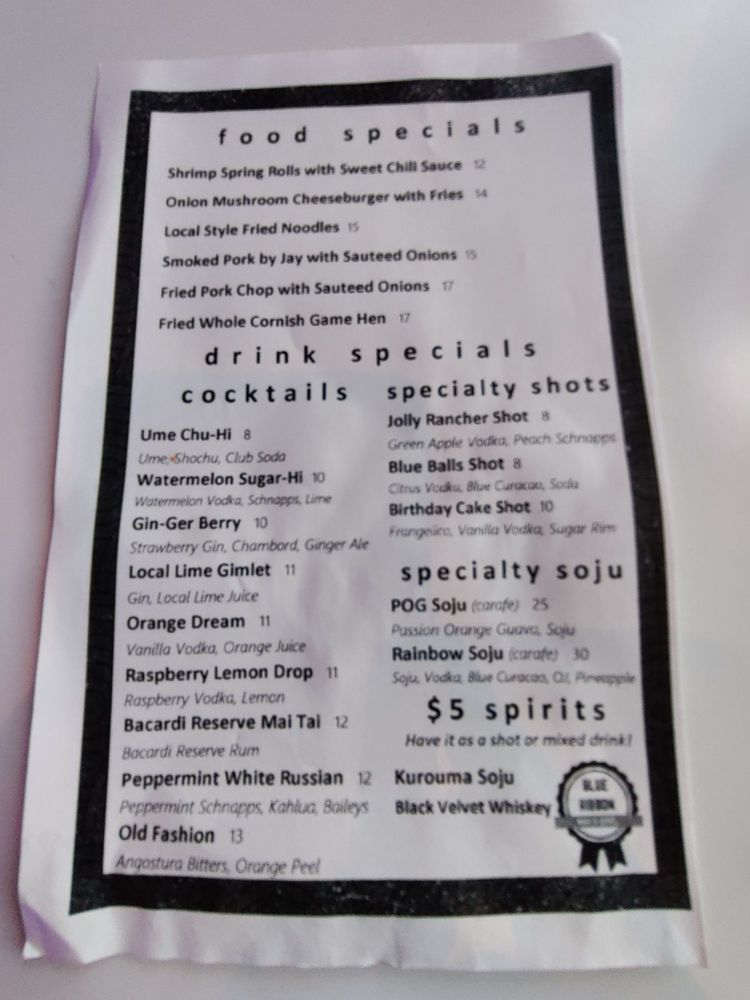 food specials
Shrimp Spring Rolls with Sweet Chili Sauce 12
Onion Mushroom Cheeseburger with Fries 14
Local Style Fried Noodles 15
Smoked Pork by Jay with Sauteed Onions 15
Fried Pork Chop with Sauteed Onions 17
Fried Whole Cornish Game Hen 17
drink specials
cocktails
Ume Chu-Hi 8
Ume, Shochu, Club Soda
Watermelon Sugar-Hi 10
Watermelon Vodka, Schnapps, Lime
Gin-Ger Berry 10
Strawberry Gin, Chambord, Ginger Ale
Local Lime Gimlet 11
Gin, Local Lime Juice
Orange Dream 11
Vanilla Vodka, Orange Juice
Raspberry Lemon Drop 11
Raspberry Vodka, Lemon
Bacardi Reserve Mai Tai 12
Bacardi Reserve Rum
Peppermint White Russian 12
Peppermint Schnapps, Kahlua, Baileys
Old Fashion 13
Angostura Bitters, Orange Peel
specialty shots
Jolly Rancher Shot 8
Green Apple Vodka, Peach Schnapps
Blue Balls Shot 8
Citrus Vodka, Blue Curacao, Soda
Birthday Cake Shot 10
Frangelico, Vanilla Vodka, Sugar Rim
specialty soju
POG Soju (carafe) 25
Passion Orange Guava, Soju
Rainbow Soju (carafe) 30
Soju, Vodka, Blue Curacao, OJ, Pineapple
$5 spirits
Have it as a shot or mixed drink!
Kurouma Soju
Black Velvet Whiskey
BLUE
RIBBON